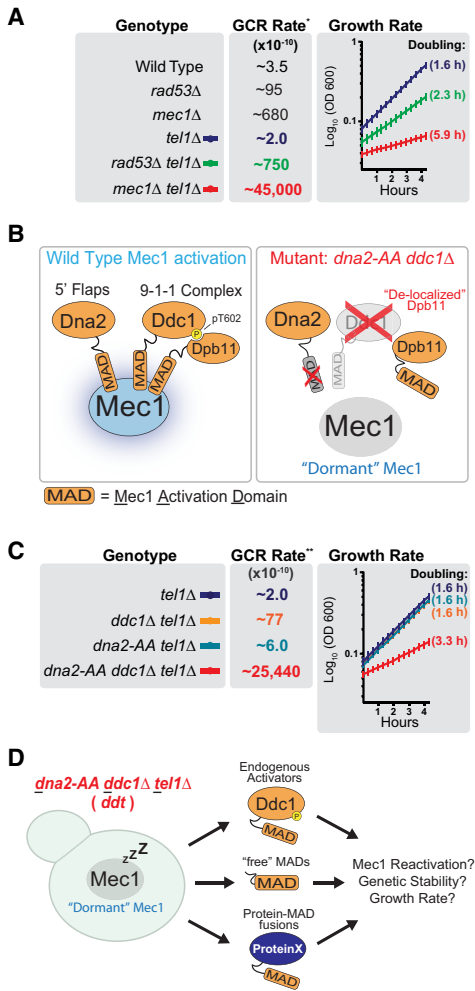 A
Genotype
GCR Rate*
Growth Rate
(x10-10)
Wild Type
~3.5
rad53Δ
~95
mec1Δ
~680
tel1Δ
~2.0
rad53Δ tel1Δ
~750
mec1Δ tel1Δ
~45,000
Log10 (OD 600)
1
0.1
Doubling:
(1.6 h)
(2.3 h)
(5.9 h)
1 2 3 4
Hours
B
Wild Type Mec1 activation
5' Flaps
9-1-1 Complex
Dna2
Ddc1
pT602
P
Dpb11
MAD
MAD
MAD
Mec1
Mutant: dna2-AA ddc1Δ
"De-localized"
Dpb11
Dna2
Ddc1
Dpb11
MAD
MAD
MAD
Mec1
"Dormant" Mec1
MAD = Mec1 Activation Domain
C
Genotype
GCR Rate**
Growth Rate
(x10-10)
tel1Δ
~2.0
ddc1Δ tel1Δ
~77
dna2-AA tel1Δ
~6.0
dna2-AA ddc1Δ tel1Δ
~25,440
Log10 (OD 600)
1
0.1
Doubling:
(1.6 h)
(1.6 h)
(1.6 h)
(3.3 h)
1 2 3 4
Hours
D
dna2-AA ddc1Δ tel1Δ
( ddt )
zzZ
Mec1
"Dormant" Mec1
Endogenous
Activators
Ddc1
P
MAD
"free" MADs
MAD
Protein-MAD
fusions
ProteinX
MAD
Mec1 Reactivation?
Genetic Stability?
Growth Rate?